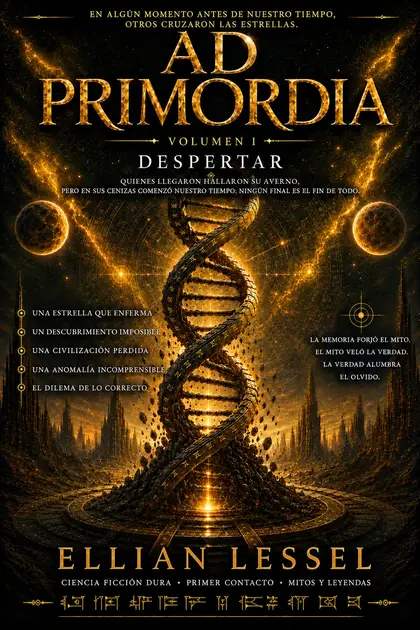 EN ALGÚN MOMENTO ANTES DE NUESTRO TIEMPO,
OTROS CRUZARON LAS ESTRELLAS.
AD
PRIMORDIA
VOLUMEN I
DESPERTAR
QUIENES LLEGARON HALLARON SU AVERNO,
PERO EN SUS CENIZAS COMENZÓ NUESTRO TIEMPO: NINGÚN FINAL ES EL FIN DE TODO.
UNA ESTRELLA QUE ENFERMA
UN DESCUBRIMIENTO IMPOSIBLE
UNA CIVILIZACIÓN PERDIDA
UNA ANOMALÍA INCOMPRENSIBLE
EL DILEMA DE LO CORRECTO
LA MEMORIA FORJÓ EL MITO.
EL MITO VELÓ LA VERDAD.
LA VERDAD ALUMBRA
EL OLVIDO.
ELLIAN LESSEL
CIENCIA FICCIÓN DURA • PRIMER CONTACTO • MITOS Y LEYENDAS